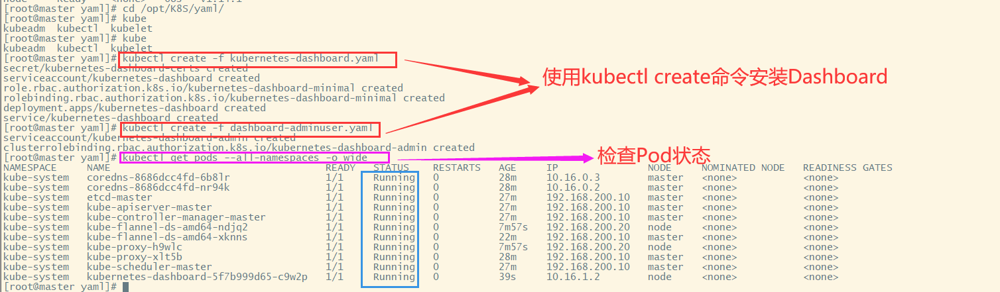 [root@master yaml]# cd /opt/K8S/yaml/
[root@master yaml]# kube
kubeadm kubectl kubelet
[root@master yaml]# kube
kubeadm kubectl kubelet
[root@master yaml]# kubectl create -f kubernetes-dashboard.yaml
secret/kubernetes-dashboard-certs created
serviceaccount/kubernetes-dashboard created
使用kubectl create命令安装Dashboard
role.rbac.authorization.k8s.io/kubernetes-dashboard-minimal created
rolebinding.rbac.authorization.k8s.io/kubernetes-dashboard-minimal created
deployment.apps/kubernetes-dashboard created
service/kubernetes-dashboard created
[root@master yaml]# kubectl create -f dashboard-adminuser.yaml
serviceaccount/kubernetes-dashboard-admin created
clusterrolebinding.rbac.authorization.k8s.io/kubernetes-dashboard-admin created
[root@master yaml]# kubectl get pods --all-namespaces -o wide
检查Pod状态
NAMESPACE NAME READY STATUS RESTARTS AGE IP NODE NOMINATED NODE READINESS GATES
kube-system coredns-8686dcc4fd-6b8lr 1/1 Running 0 28m 10.16.0.3 master <none> <none>
kube-system coredns-8686dcc4fd-nr94k 1/1 Running 0 28m 10.16.0.2 master <none> <none>
kube-system etcd-master 1/1 Running 0 27m 192.168.200.10 master <none> <none>
kube-system kube-apiserver-master 1/1 Running 0 27m 192.168.200.10 master <none> <none>
kube-system kube-controller-manager-master 1/1 Running 0 27m 192.168.200.10 master <none> <none>
kube-system kube-flannel-ds-amd64-ndjq2 1/1 Running 0 7m57s 192.168.200.20 node <none> <none>
kube-system kube-flannel-ds-amd64-xknns 1/1 Running 0 22m 192.168.200.10 master <none> <none>
kube-system kube-proxy-h9wlc 1/1 Running 0 7m57s 192.168.200.20 node <none> <none>
kube-system kube-proxy-xlt5b 1/1 Running 0 28m 192.168.200.10 master <none> <none>
kube-system kube-scheduler-master 1/1 Running 0 27m 192.168.200.10 master <none> <none>
kube-system kubernetes-dashboard-5f7b999d65-c9w2p 1/1 Running 0 39s 10.16.1.2 node <none> <none>
[root@master yaml]#